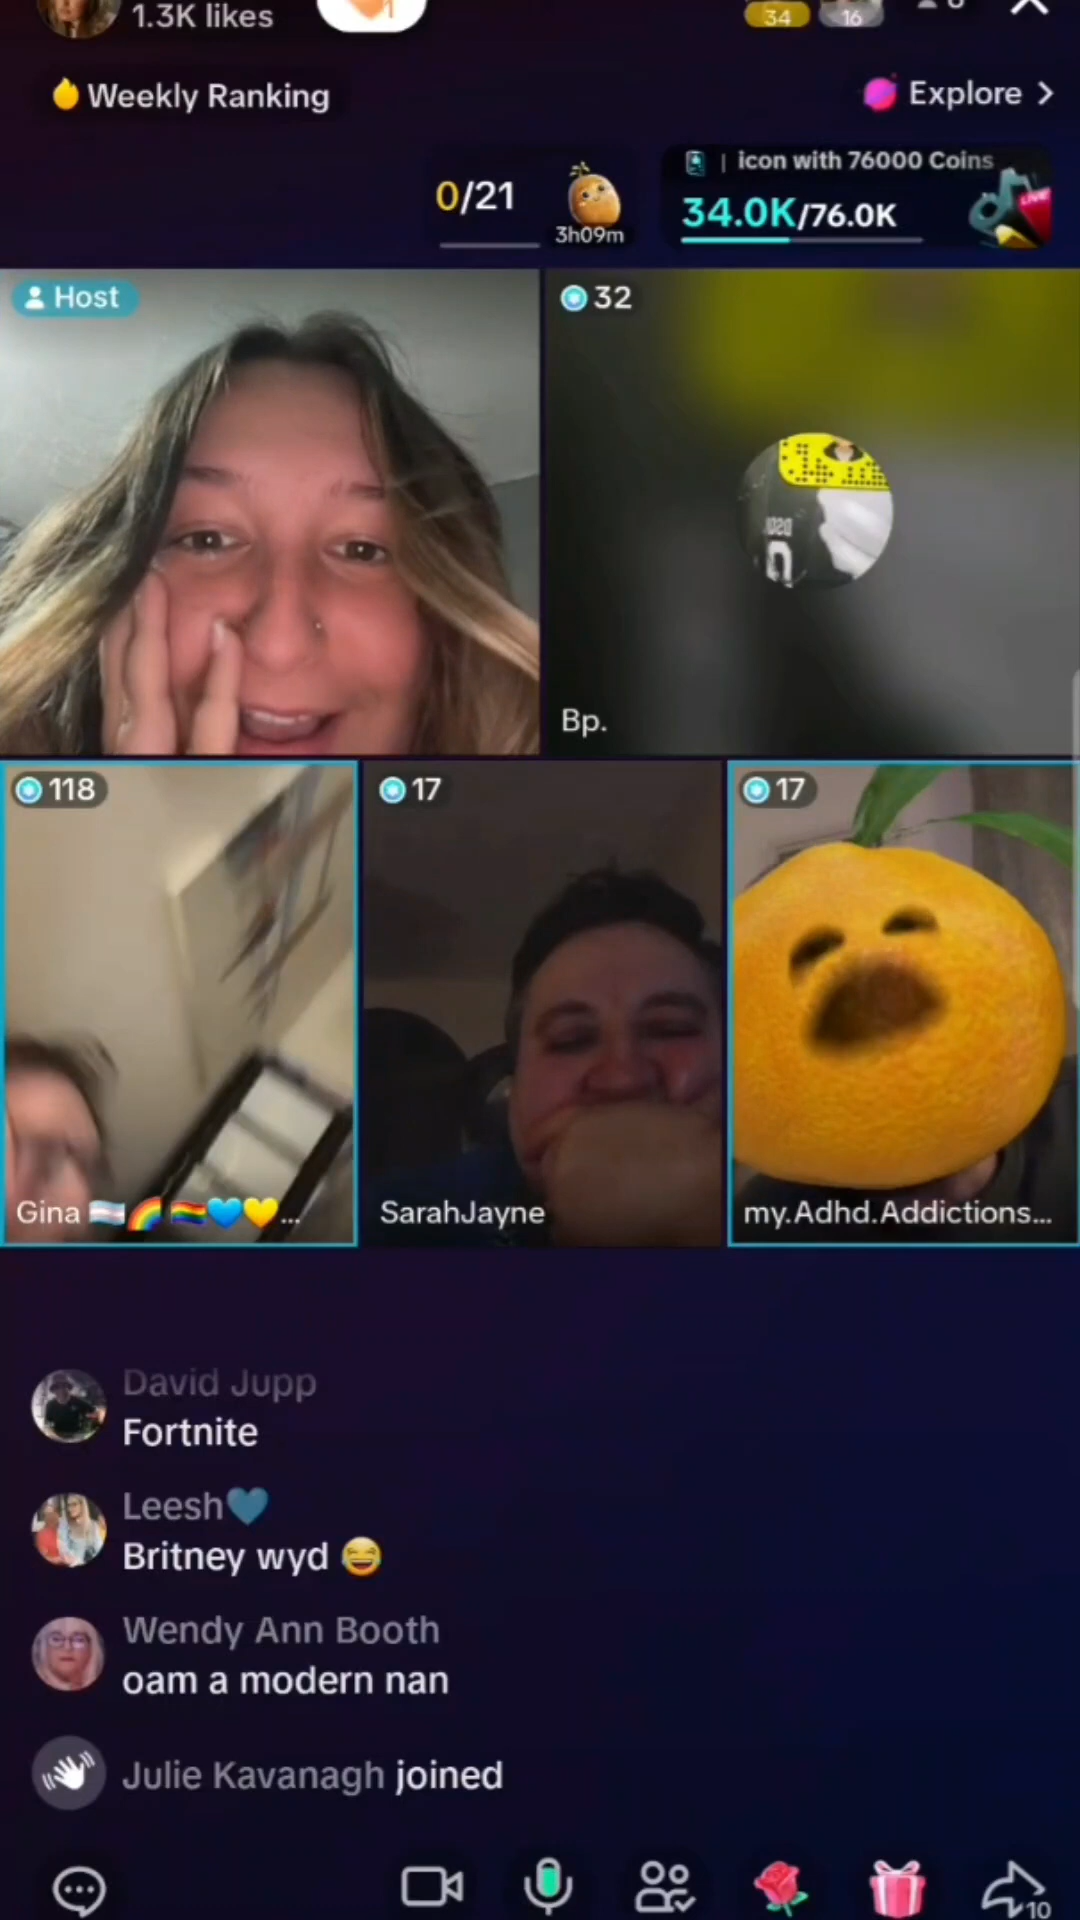 1.3K likes
1
34
16
Weekly Ranking
Explore >
0/21
3h09m
icon with 76000 Coins
34.0K/76.0K
LIVE
Host
32
Bp.
118
17
17
Gina 🏳️‍⚧️🌈🏳️‍🌈💙💛...
SarahJayne
my.Adhd.Addictions...
David Jupp
Fortnite
Leesh💙
Britney wyd 😂
Wendy Ann Booth
oam a modern nan
Julie Kavanagh joined
10